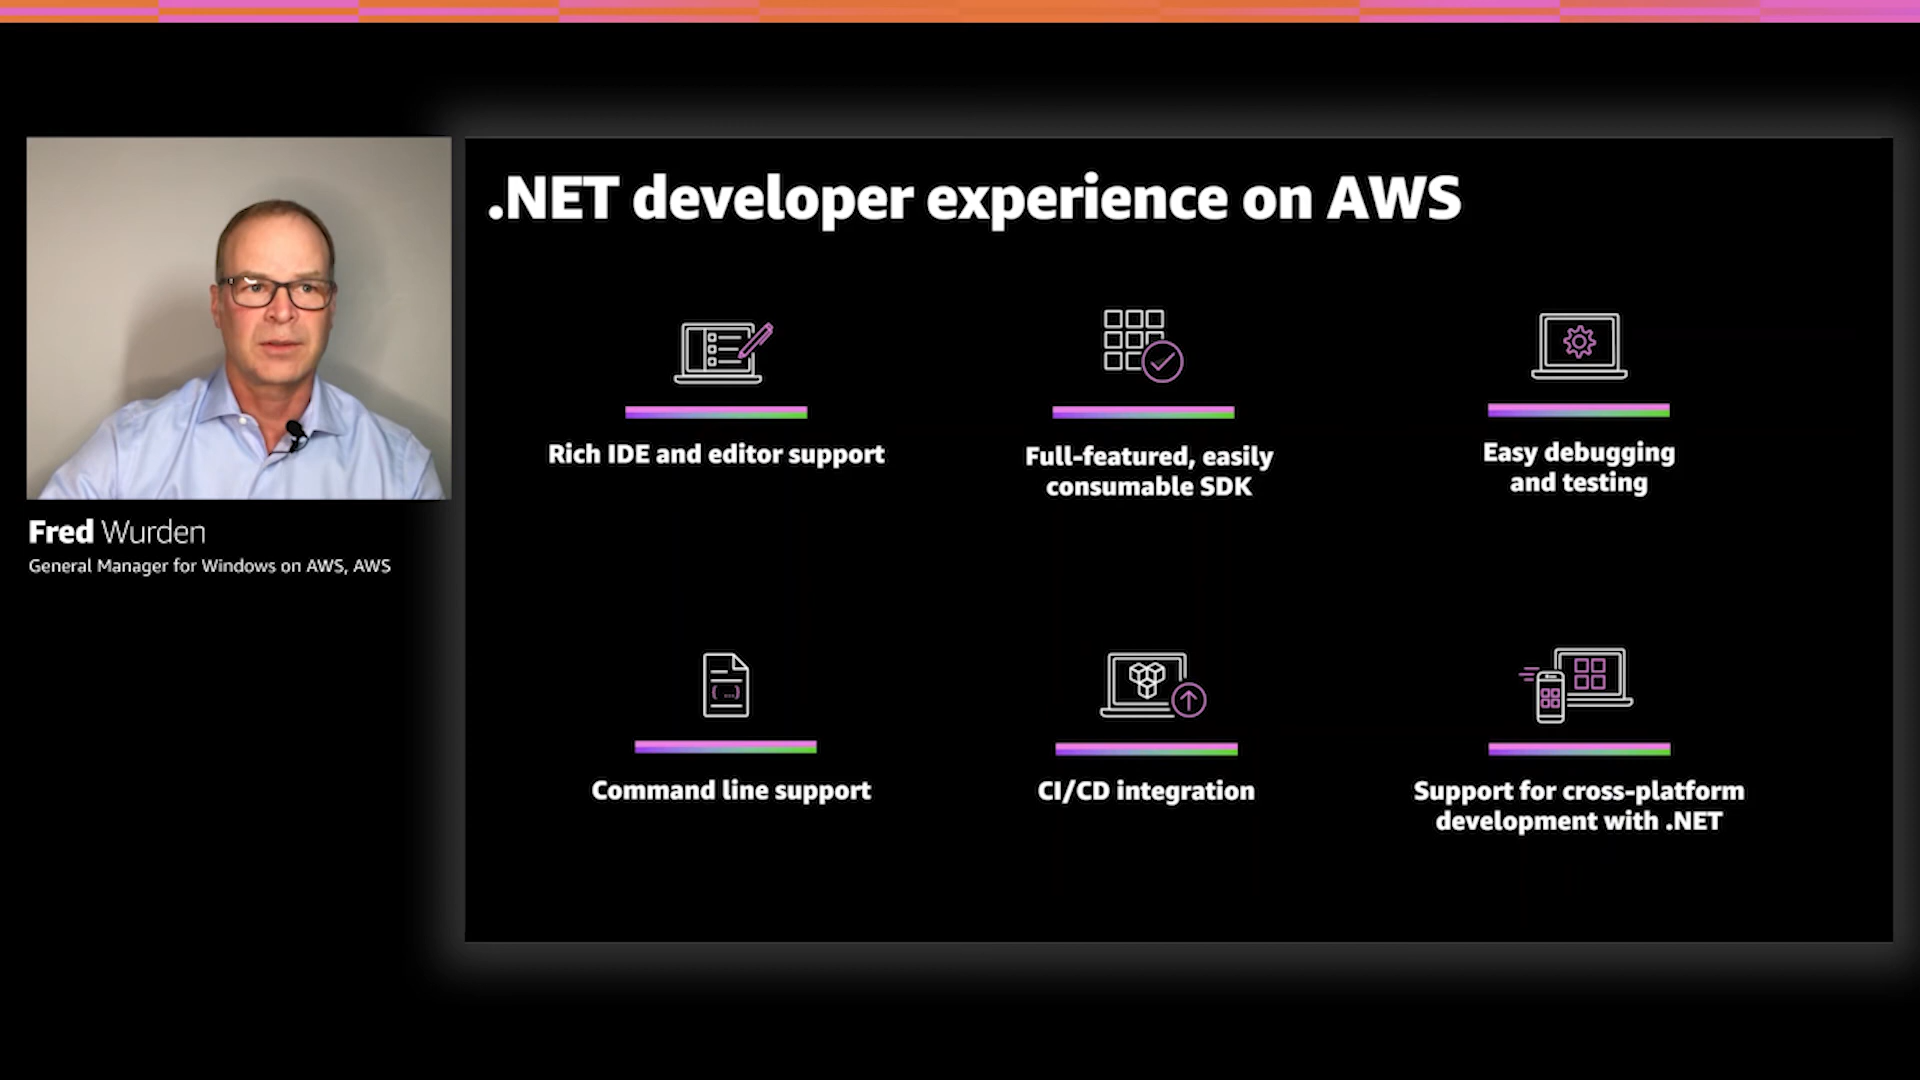 .NET developer experience on AWS
Rich IDE and editor support
Full-featured, easily
consumable SDK
Easy debugging
and testing
Fred Wurden
General Manager for Windows on AWS, AWS
{ ... }
Command line support
CI/CD integration
Support for cross-platform
development with .NET